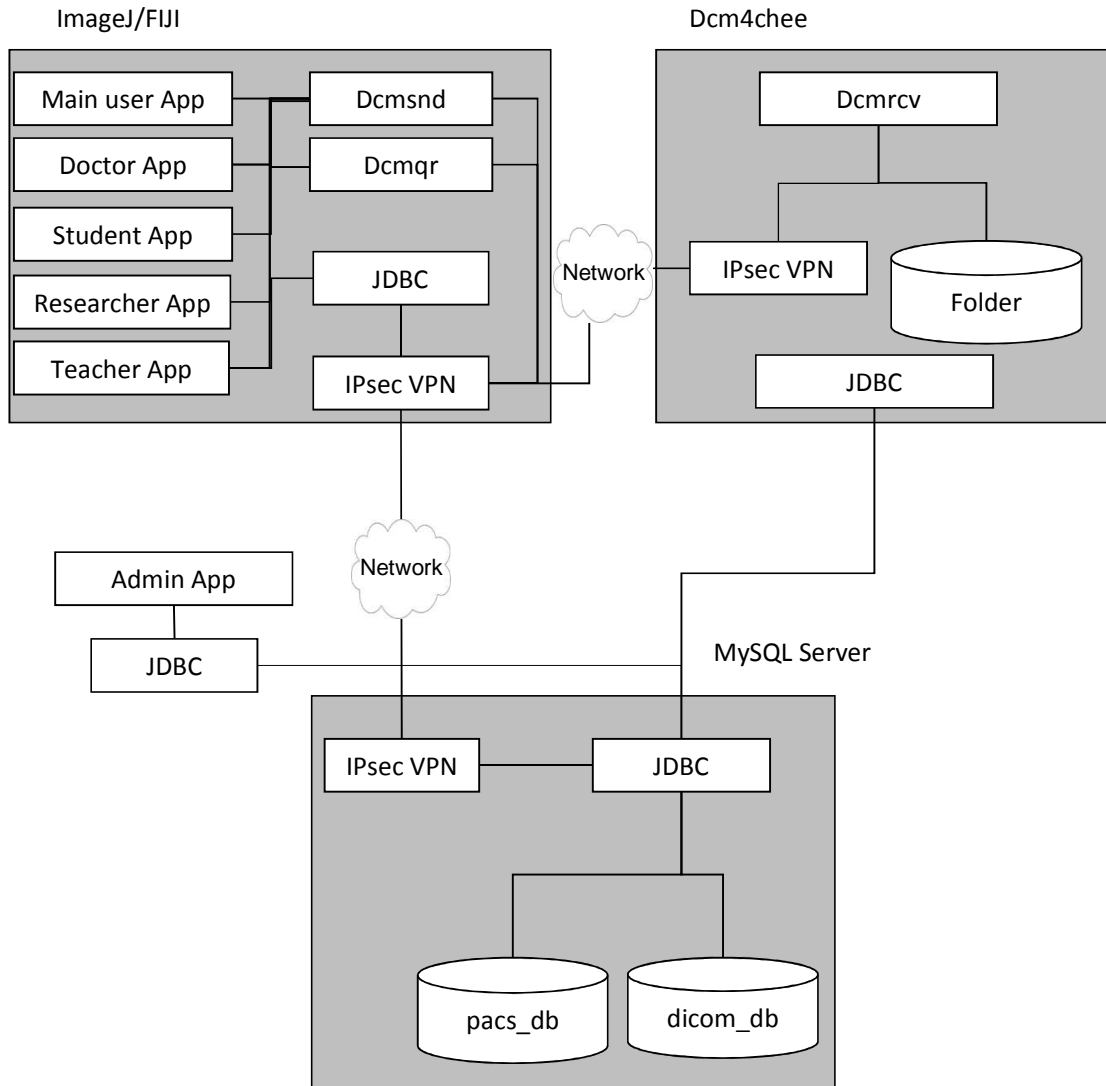 ImageJ/FIJI
Dcm4chee
Main user App
Dcmsnd
Doctor App
Dcmqr
Student App
JDBC
Researcher App
Teacher App
IPsec VPN
Network
Dcmrcv
IPsec VPN
Folder
JDBC
Network
Admin App
JDBC
MySQL Server
IPsec VPN
JDBC
pacs_db
dicom_db